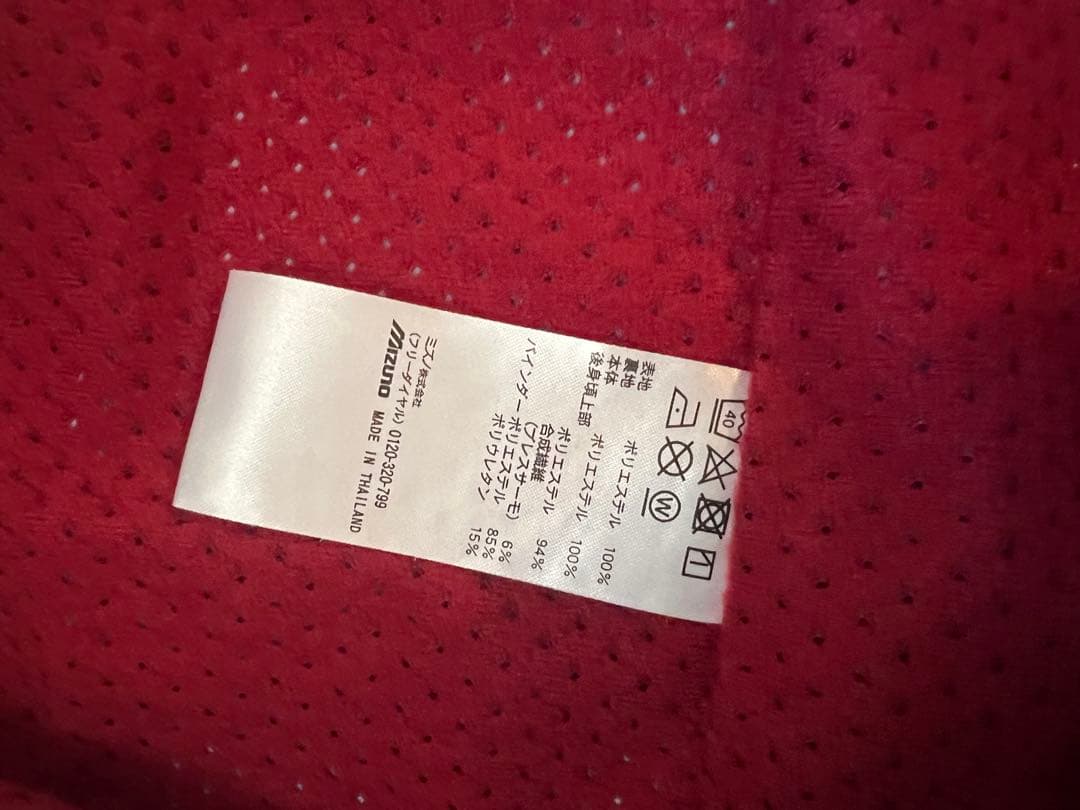 40
W
表地 ポリエステル 100%
裏地
本体 ポリエステル 100%
後身頃上部 ポリエステル 94%
合成繊維
(ブレスサーモ) 6%
バインダー ポリエステル 85%
ポリウレタン 15%
ミズノ株式会社
(フリーダイヤル) 0120-320-799
MIZUNO MADE IN THAILAND